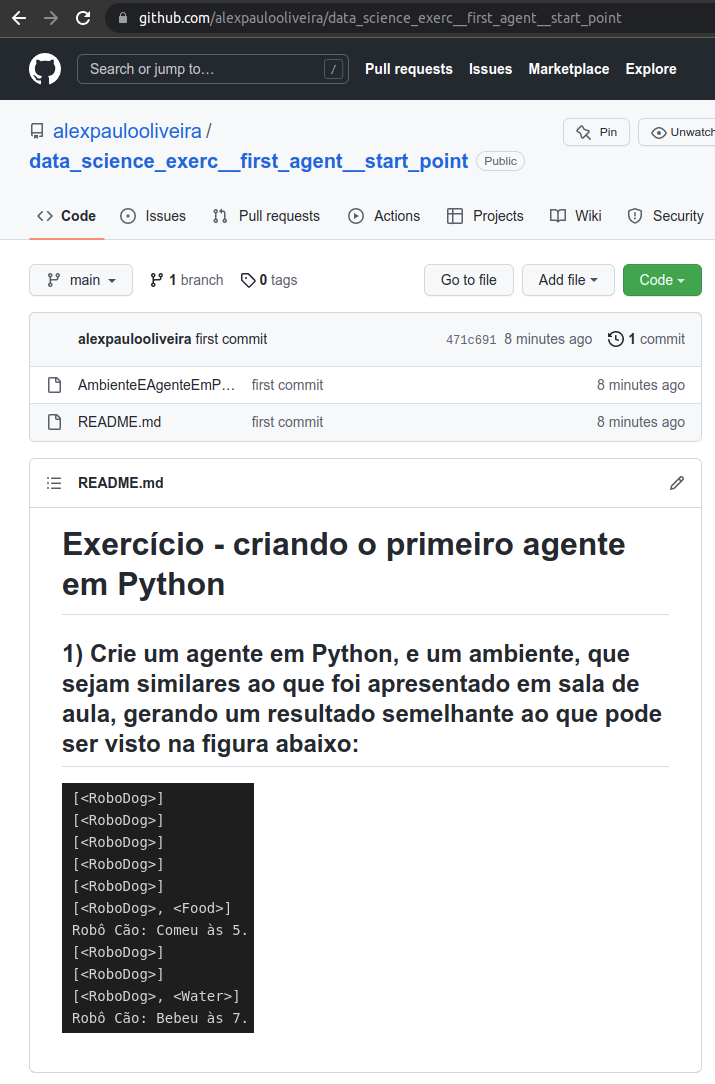 github.com/alexpaulooliveira/data_science_exerc__first_agent__start_point
Search or jump to… / Pull requests Issues Marketplace Explore
alexpaulooliveira / Pin Unwatch
data_science_exerc__first_agent__start_point Public
Code Issues Pull requests Actions Projects Wiki Security
main 1 branch 0 tags Go to file Add file Code
alexpaulooliveira first commit 471c691 8 minutes ago 1 commit
AmbienteEAgenteEmP… first commit 8 minutes ago
README.md first commit 8 minutes ago
README.md
Exercício - criando o primeiro agente
em Python
1) Crie um agente em Python, e um ambiente, que
sejam similares ao que foi apresentado em sala de
aula, gerando um resultado semelhante ao que pode
ser visto na figura abaixo:
[<RoboDog>]
[<RoboDog>]
[<RoboDog>]
[<RoboDog>]
[<RoboDog>]
[<RoboDog>, <Food>]
Robô Cão: Comeu às 5.
[<RoboDog>]
[<RoboDog>]
[<RoboDog>, <Water>]
Robô Cão: Bebeu às 7.